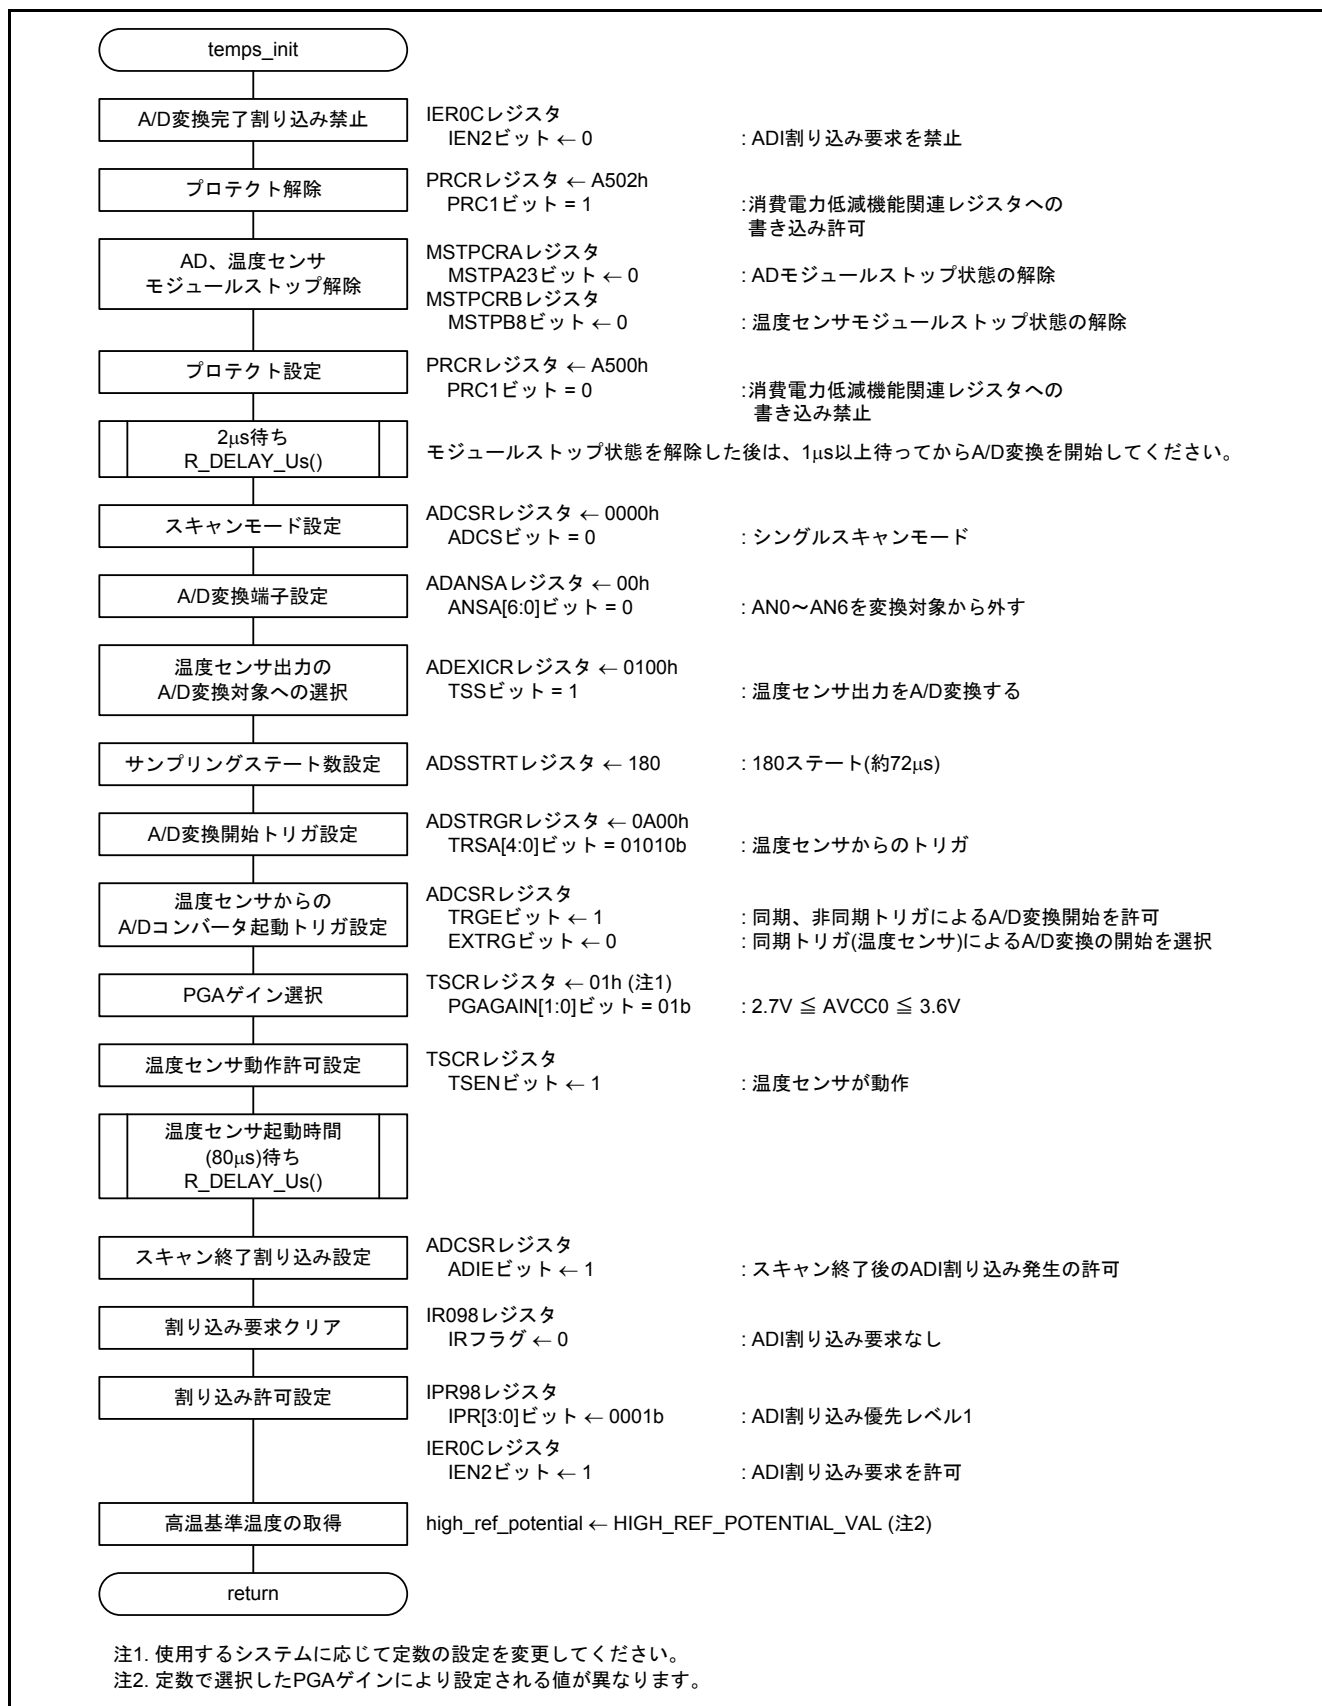 temps_init
A/D変換完了割り込み禁止
IER0Cレジスタ
IEN2ビット ← 0 : ADI割り込み要求を禁止
プロテクト解除
PRCRレジスタ ← A502h
PRC1ビット = 1 :消費電力低減機能関連レジスタへの
書き込み許可
AD、温度センサ
モジュールストップ解除
MSTPCRAレジスタ
MSTPA23ビット ← 0 : ADモジュールストップ状態の解除
MSTPCRBレジスタ
MSTPB8ビット ← 0 : 温度センサモジュールストップ状態の解除
プロテクト設定
PRCRレジスタ ← A500h
PRC1ビット = 0 :消費電力低減機能関連レジスタへの
書き込み禁止
2μs待ち
R_DELAY_Us()
モジュールストップ状態を解除した後は、1μs以上待ってからA/D変換を開始してください。
スキャンモード設定
ADCSRレジスタ ← 0000h
ADCSビット = 0 : シングルスキャンモード
A/D変換端子設定
ADANSAレジスタ ← 00h
ANSA[6:0]ビット = 0 : AN0～AN6を変換対象から外す
温度センサ出力の
A/D変換対象への選択
ADEXICRレジスタ ← 0100h
TSSビット = 1 : 温度センサ出力をA/D変換する
サンプリングステート数設定
ADSSTRTレジスタ ← 180 : 180ステート(約72μs)
A/D変換開始トリガ設定
ADSTRGRレジスタ ← 0A00h
TRSA[4:0]ビット = 01010b : 温度センサからのトリガ
温度センサからの
A/Dコンバータ起動トリガ設定
ADCSRレジスタ
TRGEビット ← 1 : 同期、非同期トリガによるA/D変換開始を許可
EXTRGビット ← 0 : 同期トリガ(温度センサ)によるA/D変換の開始を選択
PGAゲイン選択
TSCRレジスタ ← 01h (注1)
PGAGAIN[1:0]ビット = 01b : 2.7V ≦ AVCC0 ≦ 3.6V
温度センサ動作許可設定
TSCRレジスタ
TSENビット ← 1 : 温度センサが動作
温度センサ起動時間
(80μs)待ち
R_DELAY_Us()
スキャン終了割り込み設定
ADCSRレジスタ
ADIEビット ← 1 : スキャン終了後のADI割り込み発生の許可
割り込み要求クリア
IR098レジスタ
IRフラグ ← 0 : ADI割り込み要求なし
割り込み許可設定
IPR98レジスタ
IPR[3:0]ビット ← 0001b : ADI割り込み優先レベル1
IER0Cレジスタ
IEN2ビット ← 1 : ADI割り込み要求を許可
高温基準温度の取得
high_ref_potential ← HIGH_REF_POTENTIAL_VAL (注2)
return
注1. 使用するシステムに応じて定数の設定を変更してください。
注2. 定数で選択したPGAゲインにより設定される値が異なります。